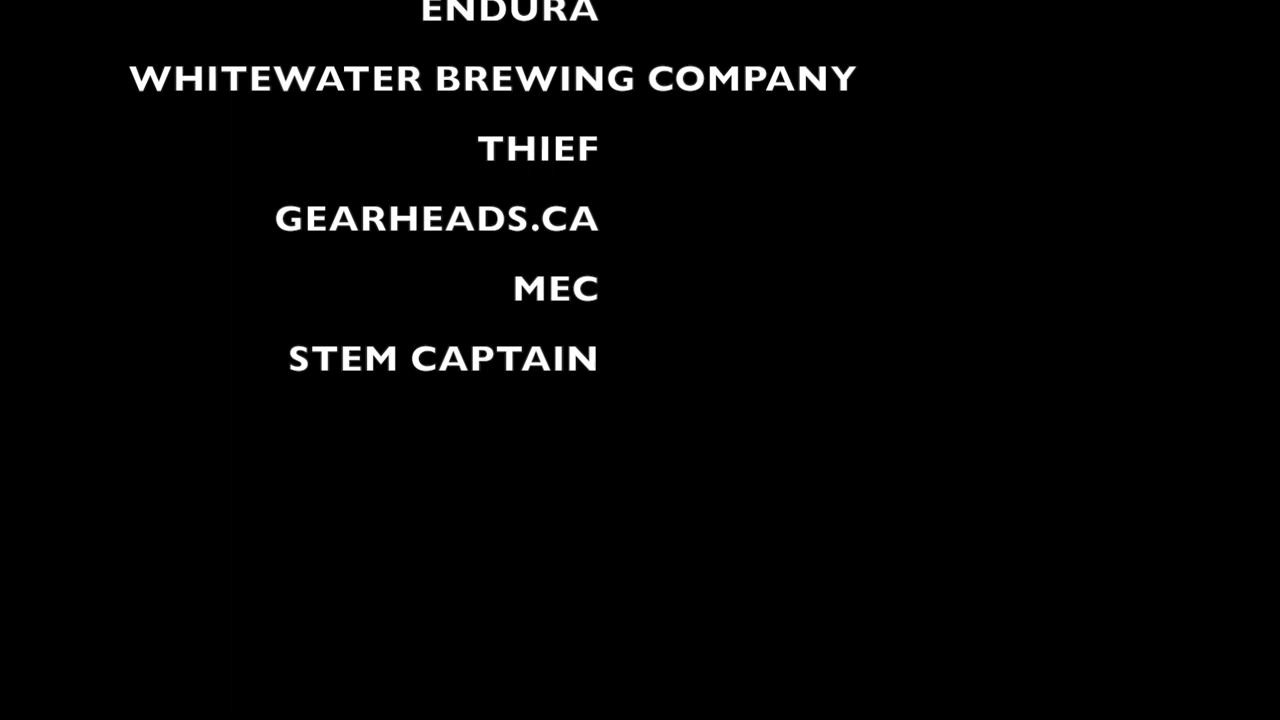 ENDURA
WHITEWATER BREWING COMPANY
THIEF
GEARHEADS.CA
MEC
STEM CAPTAIN